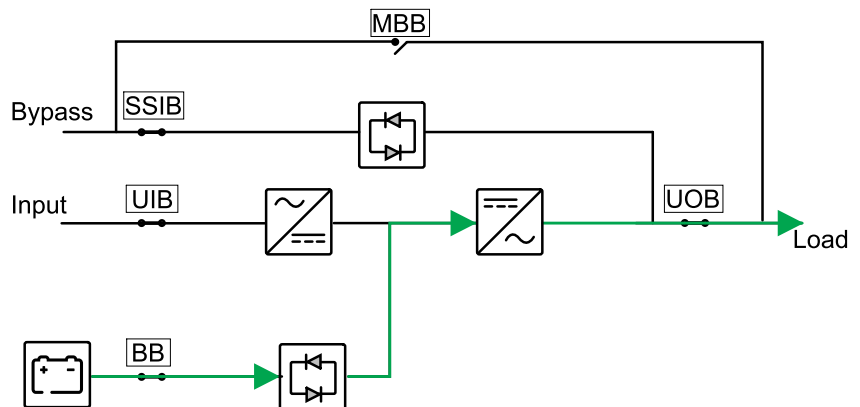 MBB
Bypass
SSIB
Input
UIB
UOB
Load
BB